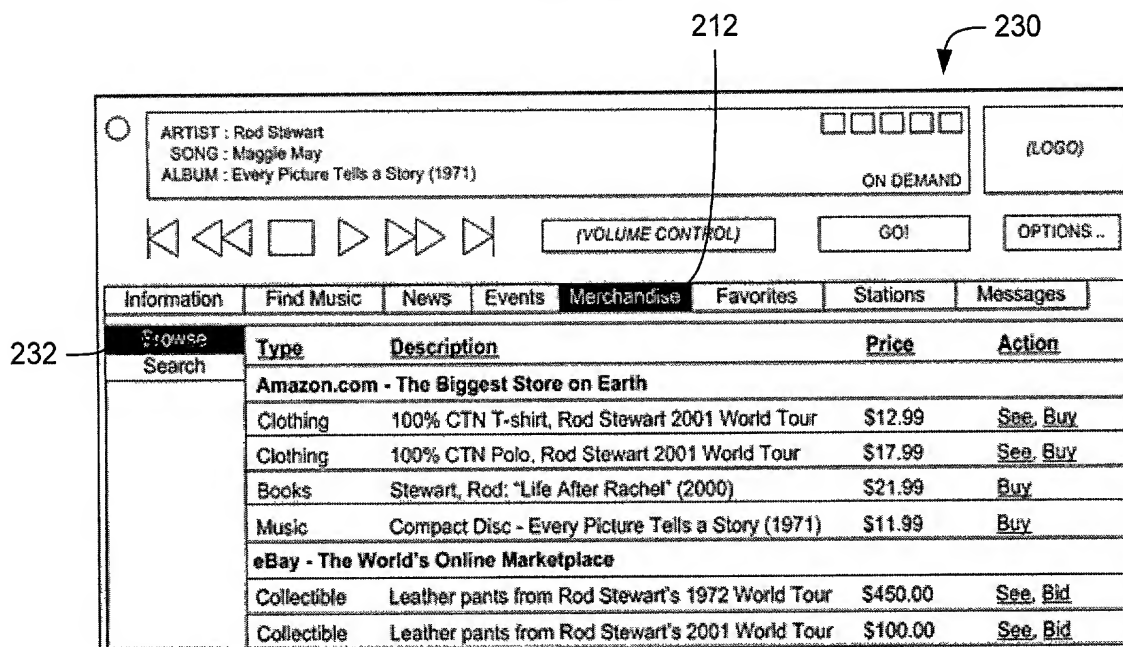 212
230
ARTIST : Rod Stewart
SONG : Maggie May
ALBUM : Every Picture Tells a Story (1971)
ON DEMAND
(LOGO)
(VOLUME CONTROL)
GO!
OPTIONS ..
Information Find Music News Events Merchandise Favorites Stations Messages
232
Browse
Search
Type Description Price Action
Amazon.com - The Biggest Store on Earth
Clothing 100% CTN T-shirt, Rod Stewart 2001 World Tour $12.99 See, Buy
Clothing 100% CTN Polo, Rod Stewart 2001 World Tour $17.99 See, Buy
Books Stewart, Rod: "Life After Rachel" (2000) $21.99 Buy
Music Compact Disc - Every Picture Tells a Story (1971) $11.99 Buy
eBay - The World's Online Marketplace
Collectible Leather pants from Rod Stewart's 1972 World Tour $450.00 See, Bid
Collectible Leather pants from Rod Stewart's 2001 World Tour $100.00 See, Bid